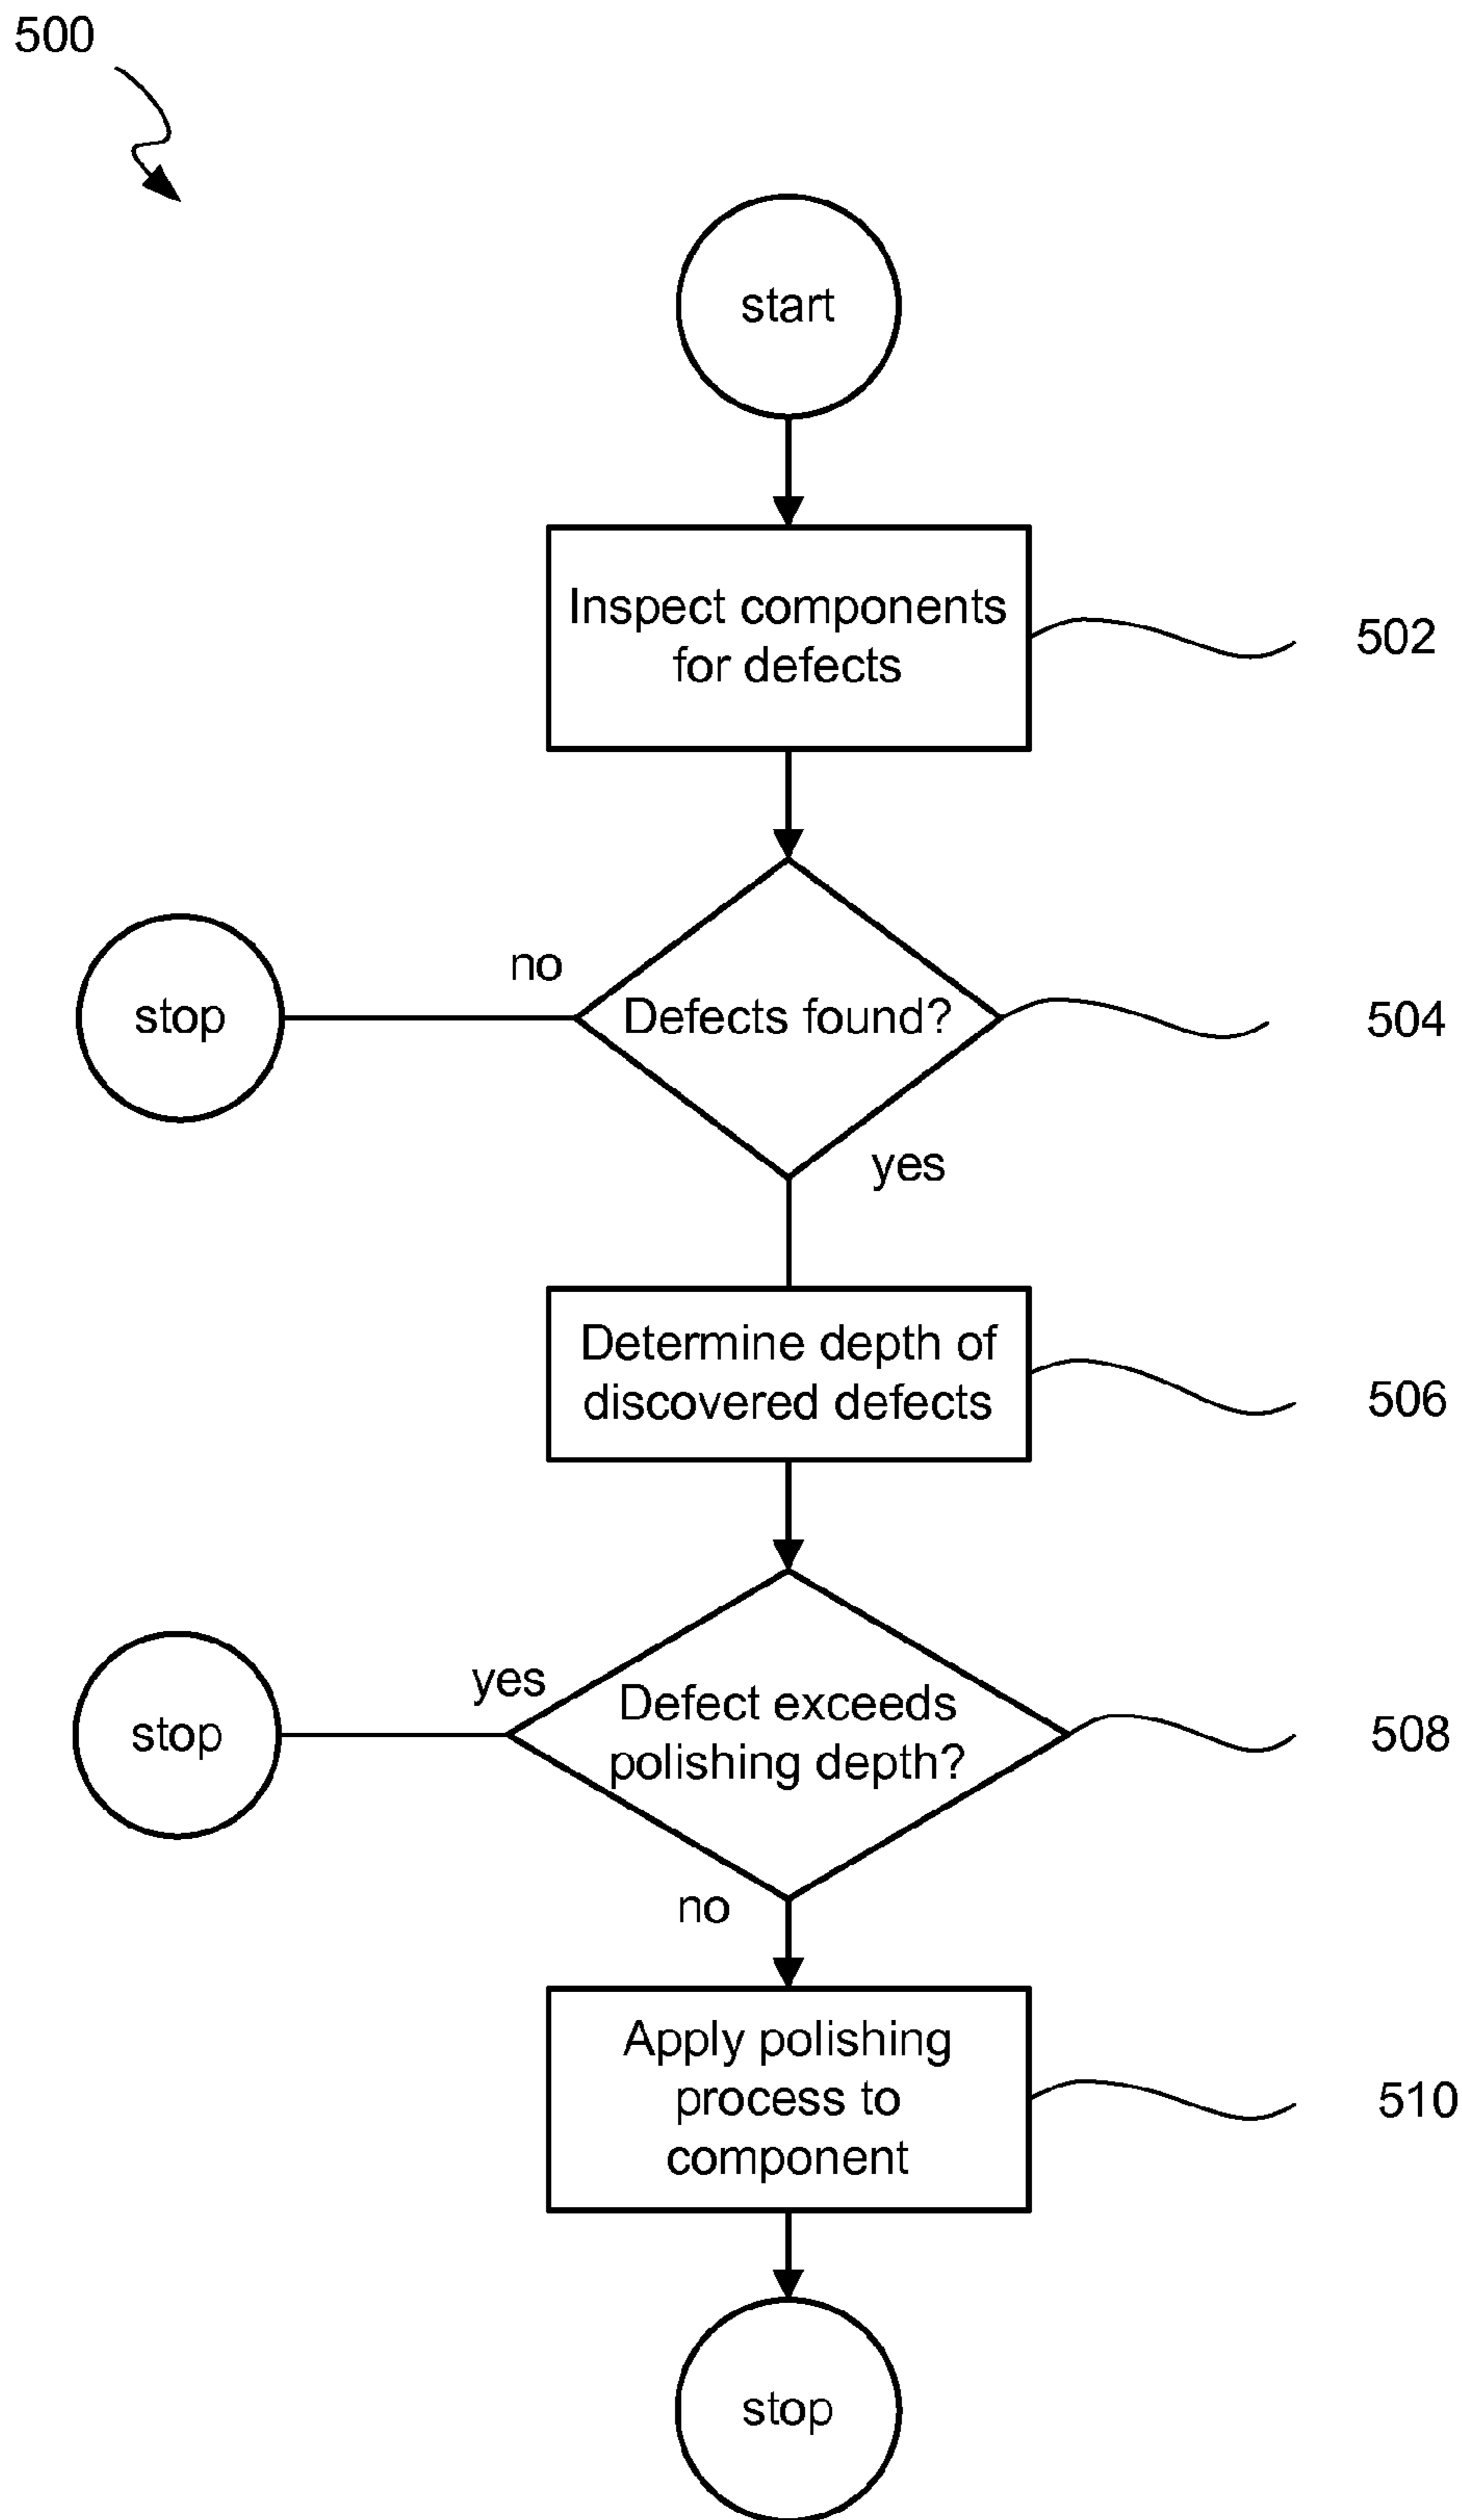 500
start
Inspect components
for defects
502
no
stop
Defects found?
504
yes
Determine depth of
discovered defects
506
yes
stop
Defect exceeds
polishing depth?
508
no
Apply polishing
process to
component
510
stop